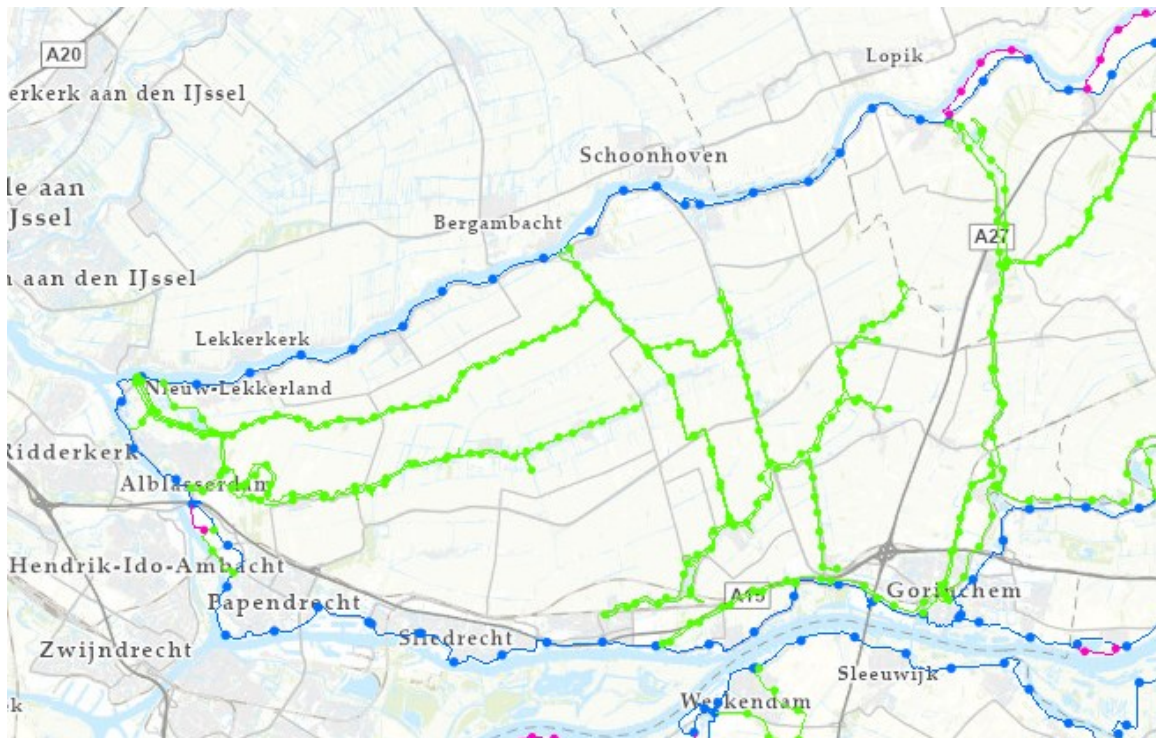 A20
Lopik
erkerk aan den IJssel
Schoonhoven
le aan
IJssel
Bergambacht
A27
n aan den IJssel
Lekkerkerk
Nieuw-Lekkerland
Ridderkerk
Alblasserdam
Hendrik-Ido-Ambacht
Papendrecht
A15
Gorinchem
Sliedrecht
Zwijndrecht
Sleeuwijk
Werkendam
ek